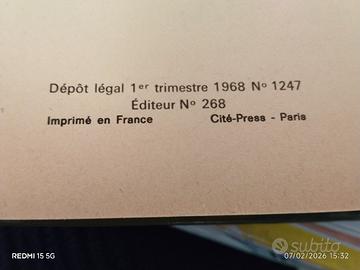 Dépôt légal 1er trimestre 1968 No 1247
Éditeur No 268
Imprimé en France Cité-Press - Paris
REDMI 15 5G
subito
07/02/2026 15:32